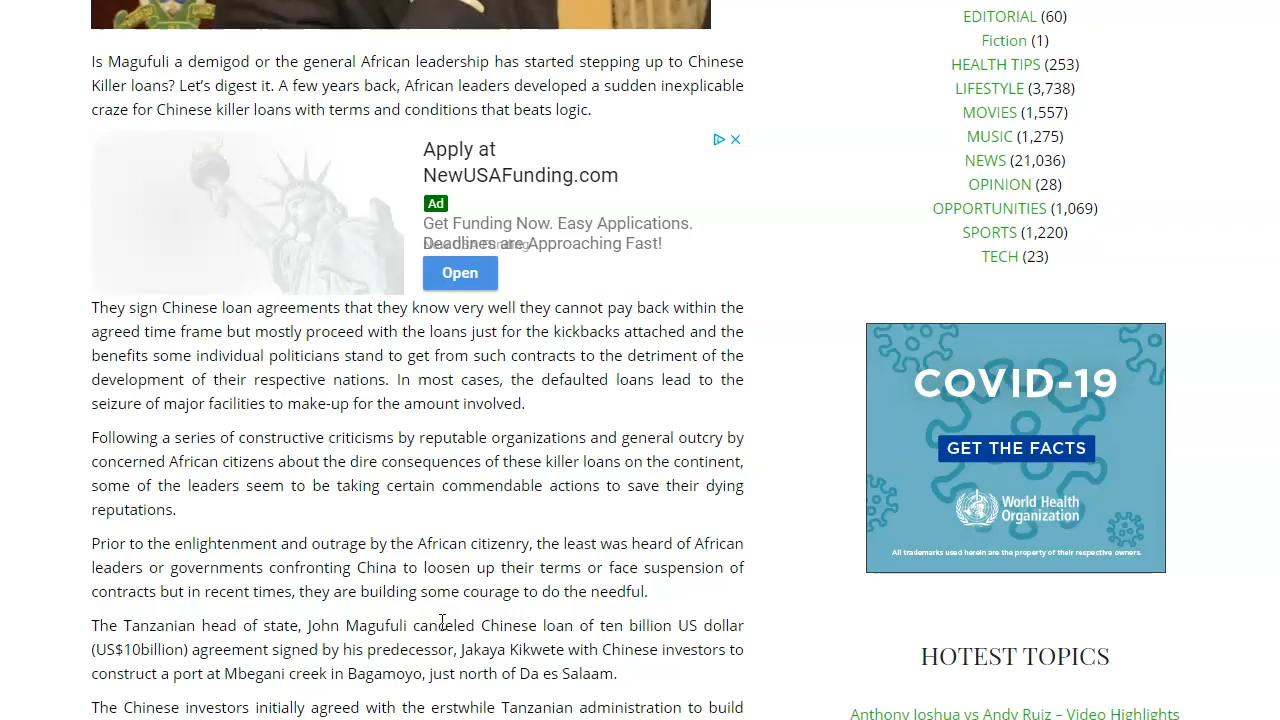 Is Magufuli a demigod or the general African leadership has started stepping up to Chinese
Killer loans? Let’s digest it. A few years back, African leaders developed a sudden inexplicable
craze for Chinese killer loans with terms and conditions that beats logic.
Apply at
NewUSAFunding.com
Ad
Get Funding Now. Easy Applications.
Deadlines are Approaching Fast!
Open
They sign Chinese loan agreements that they know very well they cannot pay back within the
agreed time frame but mostly proceed with the loans just for the kickbacks attached and the
benefits some individual politicians stand to get from such contracts to the detriment of the
development of their respective nations. In most cases, the defaulted loans lead to the
seizure of major facilities to make-up for the amount involved.
Following a series of constructive criticisms by reputable organizations and general outcry by
concerned African citizens about the dire consequences of these killer loans on the continent,
some of the leaders seem to be taking certain commendable actions to save their dying
reputations.
Prior to the enlightenment and outrage by the African citizenry, the least was heard of African
leaders or governments confronting China to loosen up their terms or face suspension of
contracts but in recent times, they are building some courage to do the needful.
The Tanzanian head of state, John Magufuli canceled Chinese loan of ten billion US dollar
(US$10billion) agreement signed by his predecessor, Jakaya Kikwete with Chinese investors to
construct a port at Mbegani creek in Bagamoyo, just north of Da es Salaam.
The Chinese investors initially agreed with the erstwhile Tanzanian administration to build
EDITORIAL (60)
Fiction (1)
HEALTH TIPS (253)
LIFESTYLE (3,738)
MOVIES (1,557)
MUSIC (1,275)
NEWS (21,036)
OPINION (28)
OPPORTUNITIES (1,069)
SPORTS (1,220)
TECH (23)
COVID-19
GET THE FACTS
World Health
Organization
All trademarks used herein are the property of their respective owners.
HOTEST TOPICS
Anthony Joshua vs Andy Ruiz – Video Highlights